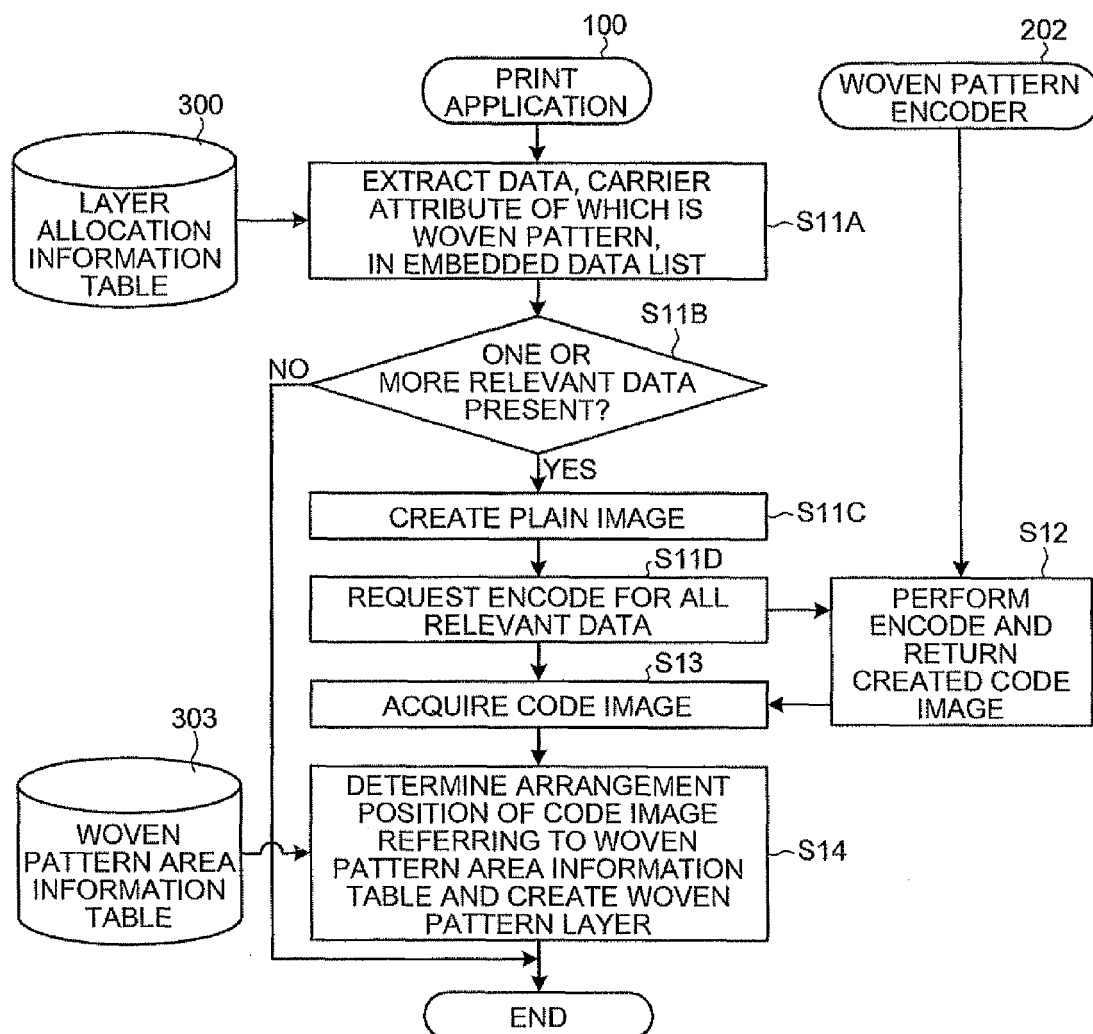 100
PRINT
APPLICATION
202
WOVEN PATTERN
ENCODER
300
LAYER
ALLOCATION
INFORMATION
TABLE
EXTRACT DATA, CARRIER
ATTRIBUTE OF WHICH IS
WOVEN PATTERN,
IN EMBEDDED DATA LIST
S11A
S11B
ONE OR
MORE RELEVANT DATA
PRESENT?
NO
YES
CREATE PLAIN IMAGE
S11C
S11D
REQUEST ENCODE FOR ALL
RELEVANT DATA
S12
PERFORM
ENCODE AND
RETURN
CREATED CODE
IMAGE
S13
ACQUIRE CODE IMAGE
303
WOVEN
PATTERN AREA
INFORMATION
TABLE
DETERMINE ARRANGEMENT
POSITION OF CODE IMAGE
REFERRING TO WOVEN
PATTERN AREA INFORMATION
TABLE AND CREATE WOVEN
PATTERN LAYER
S14
END